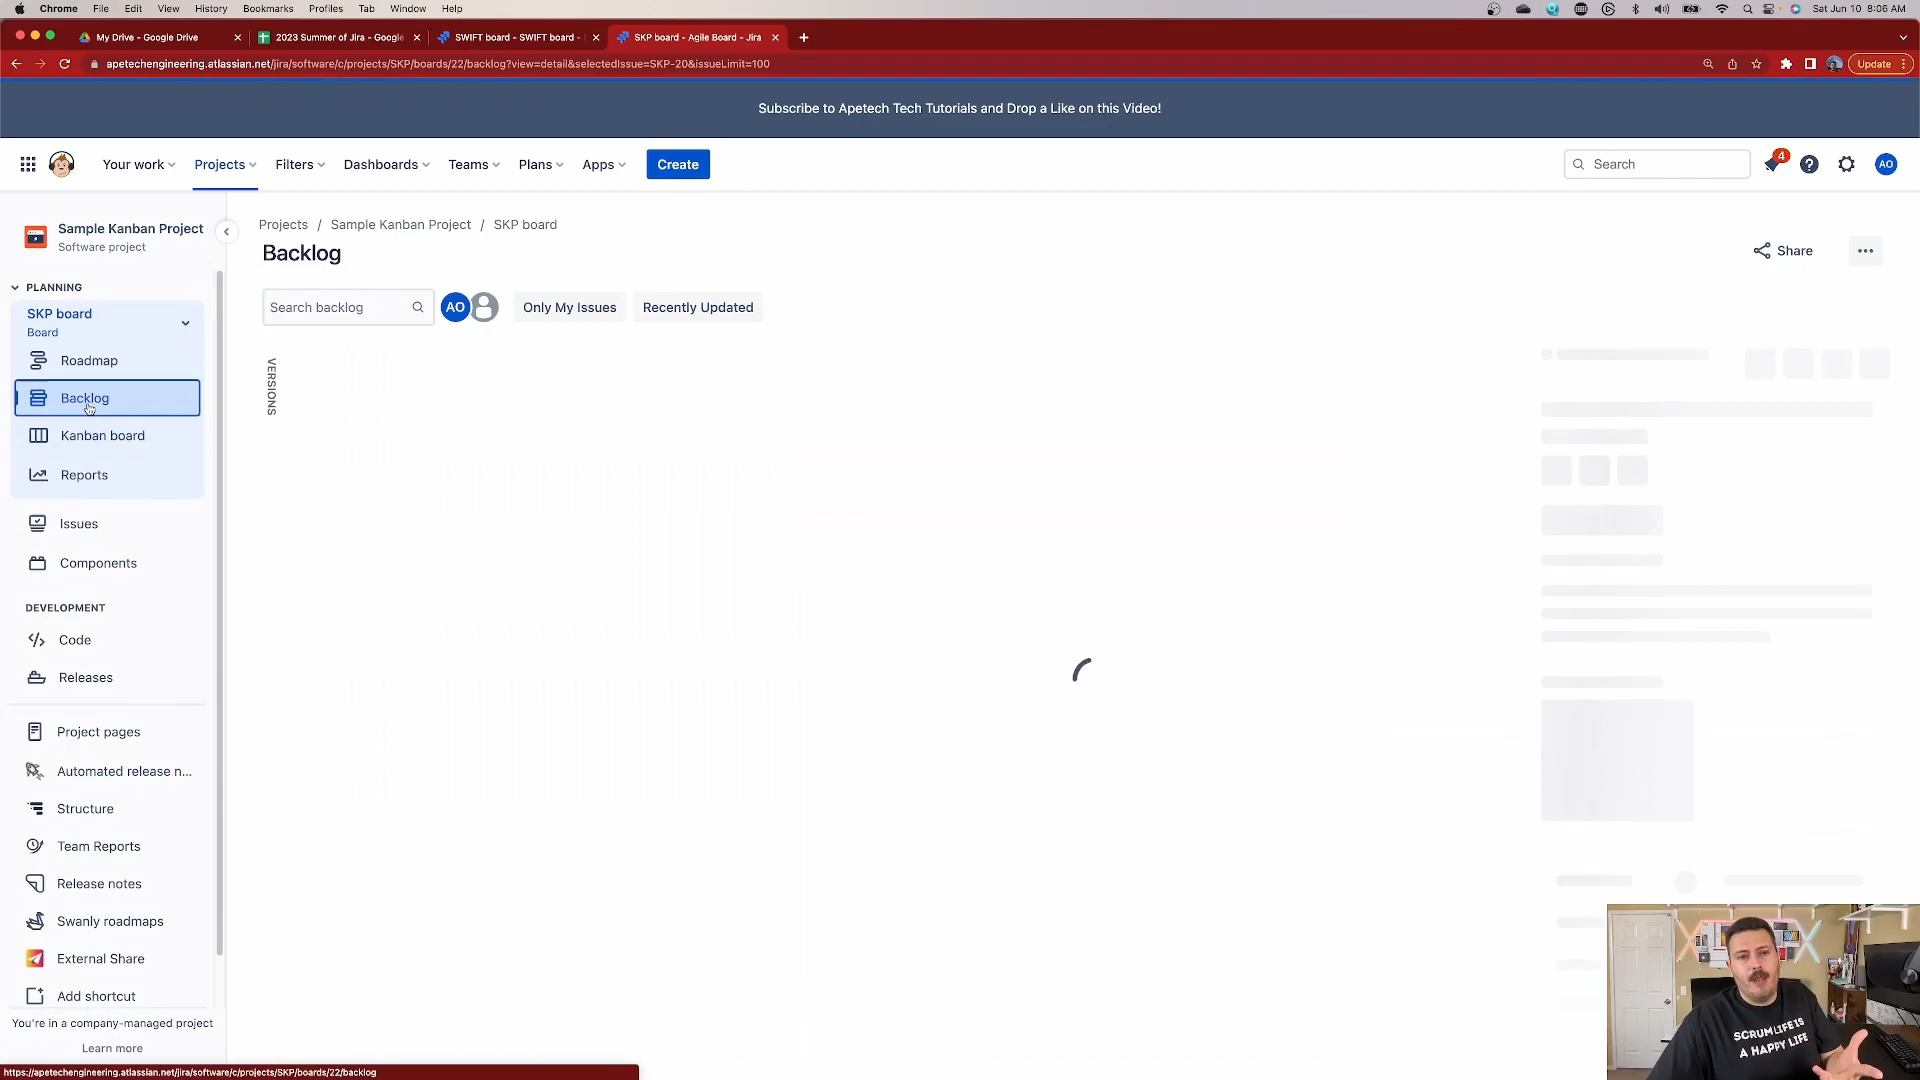 Chrome File Edit View History Bookmarks Profiles Tab Window Help
Sat Jun 10 8:06 AM
My Drive - Google Drive
2023 Summer of Jira - Google
SWIFT board - SWIFT board -
SKP board - Agile Board - Jira
apetechengineering.atlassian.net/jira/software/c/projects/SKP/boards/22/backlog?view=detail&selectedIssue=SKP-20&issueLimit=100
Update
Subscribe to Apetech Tech Tutorials and Drop a Like on this Video!
Your work Projects Filters Dashboards Teams Plans Apps Create
Search
4
AO
Sample Kanban Project
Software project
PLANNING
SKP board
Board
Roadmap
Backlog
Kanban board
Reports
Issues
Components
DEVELOPMENT
Code
Releases
Project pages
Automated release n...
Structure
Team Reports
Release notes
Swanly roadmaps
External Share
Add shortcut
You're in a company-managed project
Learn more
Projects / Sample Kanban Project / SKP board
Backlog
Share
Search backlog
AO
Only My Issues
Recently Updated
VERSIONS
SCRUM LIFE IS
A HAPPY LIFE
https://apetechengineering.atlassian.net/jira/software/c/projects/SKP/boards/22/backlog